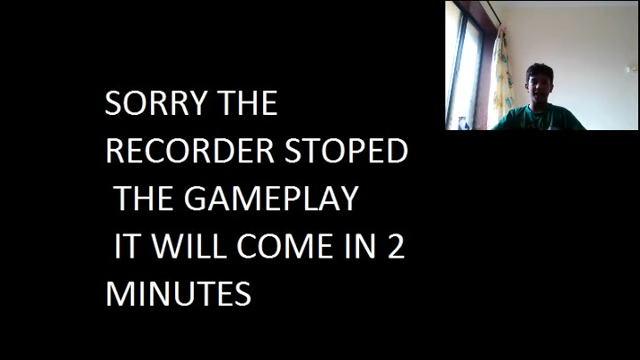 SORRY THE
RECORDER STOPED
THE GAMEPLAY
IT WILL COME IN 2
MINUTES